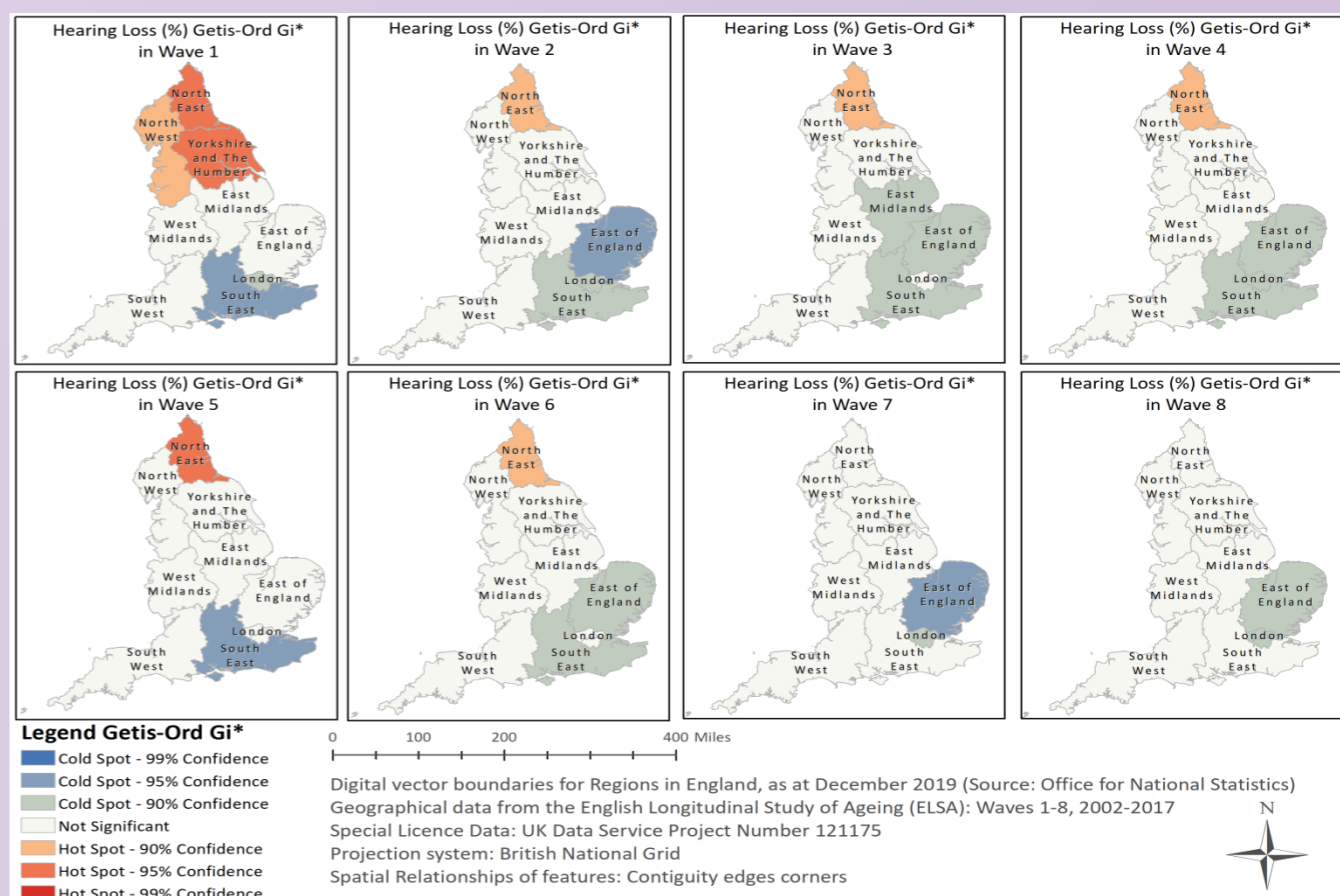 Hearing Loss (%) Getis-Ord Gi*
in Wave 1
North
East
North
West
Yorkshire
and The
Humber
East
Midlands
West
Midlands
East of
England
London
South
East
South
West
Hearing Loss (%) Getis-Ord Gi*
in Wave 2
North
East
North
West
Yorkshire
and The
Humber
East
Midlands
West
Midlands
East of
England
London
South
East
South
West
Hearing Loss (%) Getis-Ord Gi*
in Wave 3
North
East
North
West
Yorkshire
and The
Humber
East
Midlands
West
Midlands
East of
England
London
South
East
South
West
Hearing Loss (%) Getis-Ord Gi*
in Wave 4
North
East
North
West
Yorkshire
and The
Humber
East
Midlands
West
Midlands
East of
England
London
South
East
South
West
Hearing Loss (%) Getis-Ord Gi*
in Wave 5
North
East
North
West
Yorkshire
and The
Humber
East
Midlands
West
Midlands
East of
England
London
South
East
South
West
Hearing Loss (%) Getis-Ord Gi*
in Wave 6
North
East
North
West
Yorkshire
and The
Humber
East
Midlands
West
Midlands
East of
England
London
South
East
South
West
Hearing Loss (%) Getis-Ord Gi*
in Wave 7
North
East
North
West
Yorkshire
and The
Humber
East
Midlands
West
Midlands
East of
England
London
South
East
South
West
Hearing Loss (%) Getis-Ord Gi*
in Wave 8
North
East
North
West
Yorkshire
and The
Humber
East
Midlands
West
Midlands
East of
England
London
South
East
South
West
Legend Getis-Ord Gi*
Cold Spot - 99% Confidence
Cold Spot - 95% Confidence
Cold Spot - 90% Confidence
Not Significant
Hot Spot - 90% Confidence
Hot Spot - 95% Confidence
Hot Spot - 99% Confidence
0 100 200 400 Miles
Digital vector boundaries for Regions in England, as at December 2019 (Source: Office for National Statistics)
Geographical data from the English Longitudinal Study of Ageing (ELSA): Waves 1-8, 2002-2017
Special Licence Data: UK Data Service Project Number 121175
Projection system: British National Grid
Spatial Relationships of features: Contiguity edges corners
N